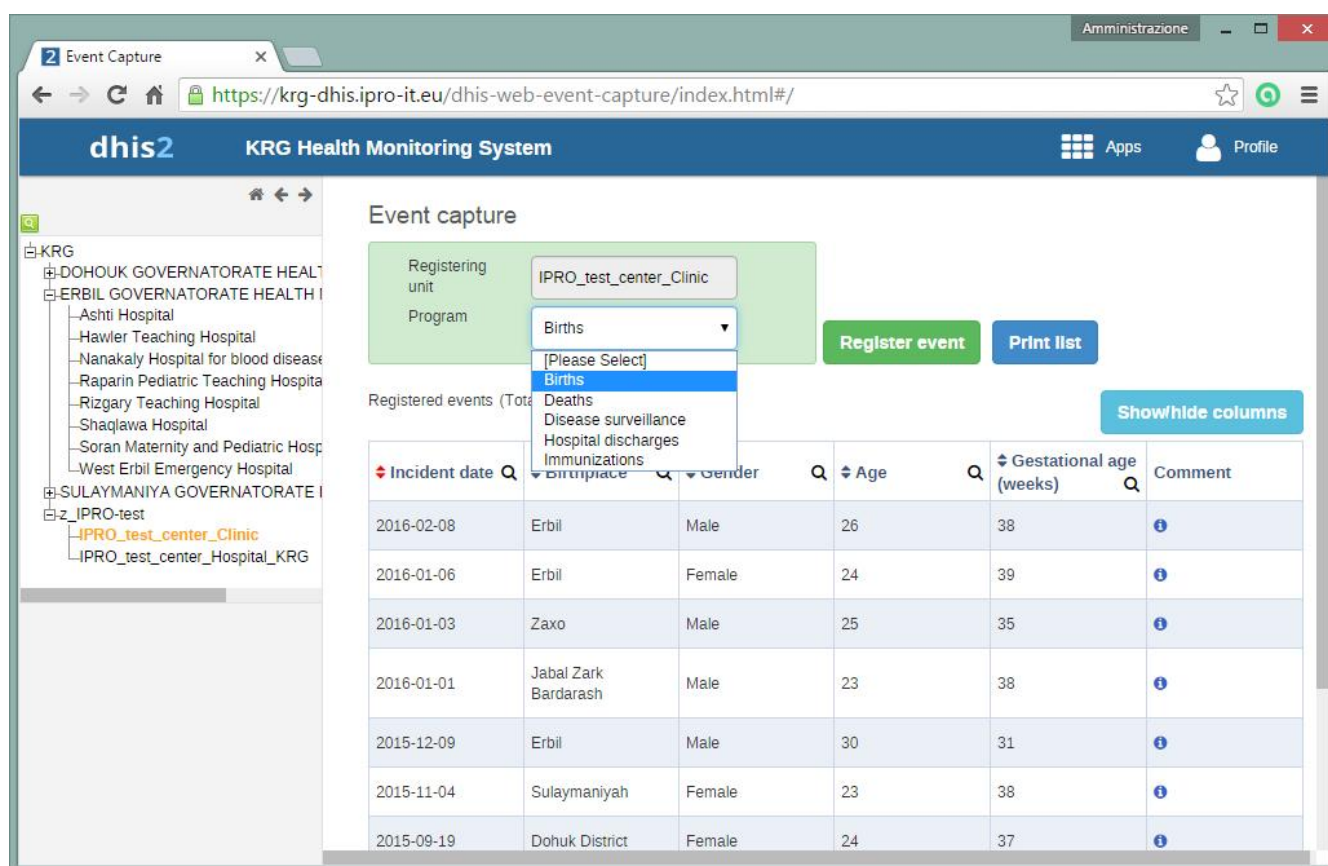 Amministrazione
2 Event Capture
https://krg-dhis.ipro-it.eu/dhis-web-event-capture/index.html#/
dhis2 KRG Health Monitoring System Apps Profile
KRG
DOHOUK GOVERNATORATE HEALT
ERBIL GOVERNATORATE HEALTH
Ashti Hospital
Hawler Teaching Hospital
Nanakaly Hospital for blood disease
Raparin Pediatric Teaching Hospita
Rizgary Teaching Hospital
Shaqlawa Hospital
Soran Maternity and Pediatric Hosp
West Erbil Emergency Hospital
SULAYMANIYA GOVERNATORATE
z_IPRO-test
IPRO_test_center_Clinic
IPRO_test_center_Hospital_KRG
Event capture
Registering
unit
IPRO_test_center_Clinic
Program
Births
[Please Select]
Births
Deaths
Disease surveillance
Hospital discharges
Immunizations
Register event
Print list
Registered events (Tota
Show/hide columns
Incident date Birthplace Gender Age Gestational age
(weeks) Comment
2016-02-08 Erbil Male 26 38
2016-01-06 Erbil Female 24 39
2016-01-03 Zaxo Male 25 35
2016-01-01 Jabal Zark
Bardarash Male 23 38
2015-12-09 Erbil Male 30 31
2015-11-04 Sulaymaniyah Female 23 38
2015-09-19 Dohuk District Female 24 37